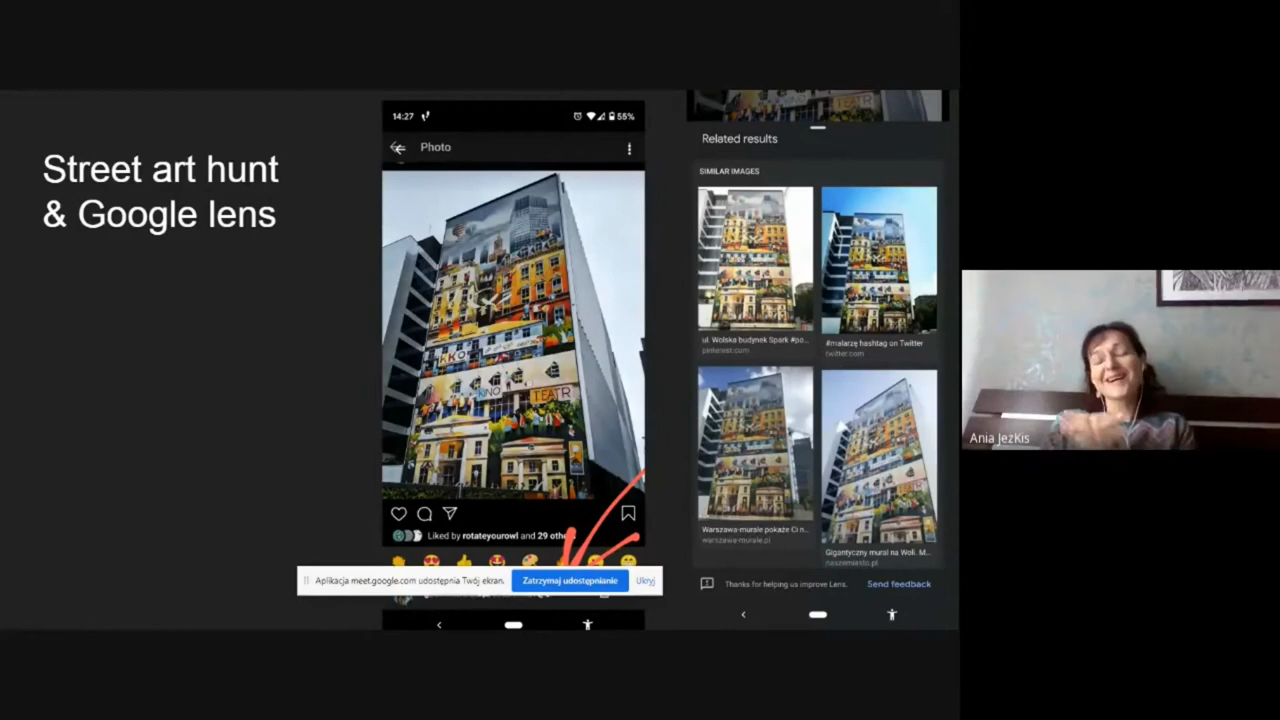 Street art hunt
& Google lens
14:27
55%
Photo
KINO
TEATR
Liked by rotateyourowl and 29 othe
Aplikacja meet.google.com udostępnia Twój ekran.
Zatrzymaj udostępnianie
Ukryj
Related results
SIMILAR IMAGES
ul. Wolska budynek Spark #po...
pinterest.com
#malarzę hashtag on Twitter
twitter.com
Warszawa-murale pokaże Ci n...
warszawa-murale.pl
Gigantyczny mural na Woli. M...
naszemiasto.pl
Thanks for helping us improve Lens.
Send feedback
Ania JezKis